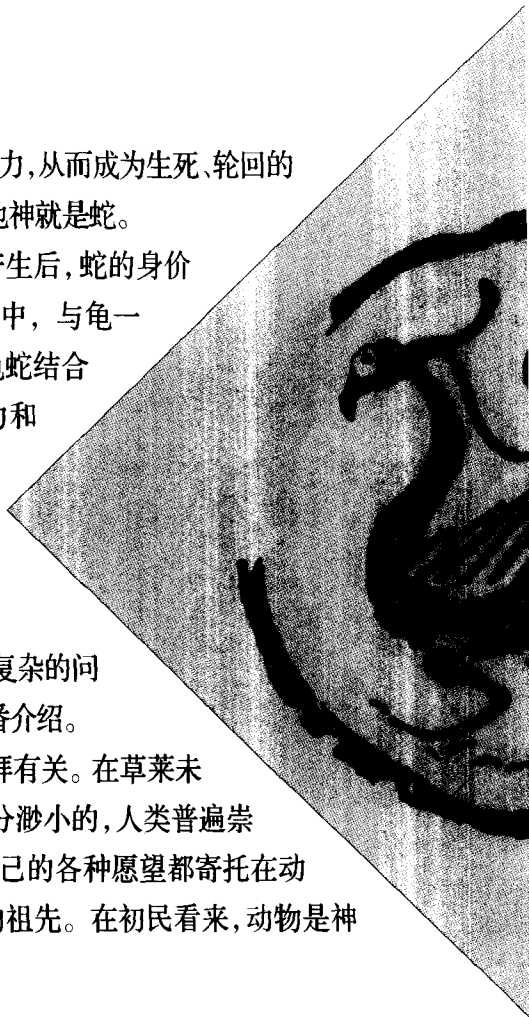 力,从而成为生死、轮回的
地神就是蛇。
生后,蛇的身价
中,与龟一
蛇结合
和
复杂的问
番介绍。
拜有关。在草莱未
分渺小的,人类普遍崇
己的各种愿望都寄托在动
祖先。在初民看来,动物是神